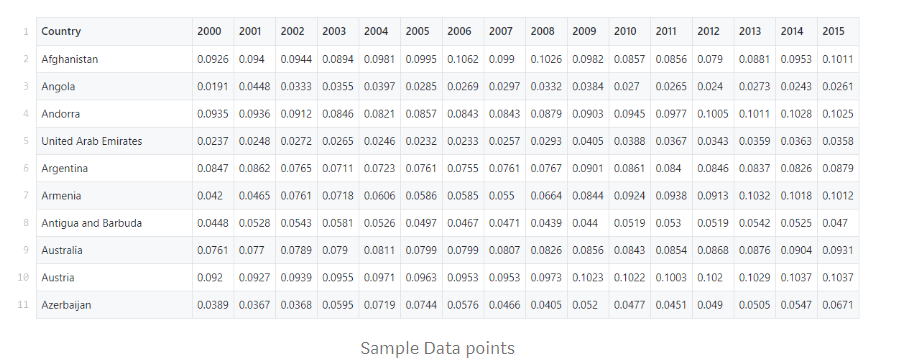 1 Country 2000 2001 2002 2003 2004 2005 2006 2007 2008 2009 2010 2011 2012 2013 2014 2015
2 Afghanistan 0.0926 0.094 0.0944 0.0894 0.0981 0.0995 0.1062 0.099 0.1026 0.0982 0.0857 0.0856 0.079 0.0881 0.0953 0.1011
3 Angola 0.0191 0.0448 0.0333 0.0355 0.0397 0.0285 0.0269 0.0297 0.0332 0.0384 0.027 0.0265 0.024 0.0273 0.0243 0.0261
4 Andorra 0.0935 0.0936 0.0912 0.0846 0.0821 0.0857 0.0843 0.0843 0.0879 0.0903 0.0945 0.0977 0.1005 0.1011 0.1028 0.1025
5 United Arab Emirates 0.0237 0.0248 0.0272 0.0265 0.0246 0.0232 0.0233 0.0257 0.0293 0.0405 0.0388 0.0367 0.0343 0.0359 0.0363 0.0358
6 Argentina 0.0847 0.0862 0.0765 0.0711 0.0723 0.0761 0.0755 0.0761 0.0767 0.0901 0.0861 0.084 0.0846 0.0837 0.0826 0.0879
7 Armenia 0.042 0.0465 0.0761 0.0718 0.0606 0.0586 0.0585 0.055 0.0664 0.0844 0.0924 0.0938 0.0913 0.1032 0.1018 0.1012
8 Antigua and Barbuda 0.0448 0.0528 0.0543 0.0581 0.0526 0.0497 0.0467 0.0471 0.0439 0.044 0.0519 0.053 0.0519 0.0542 0.0525 0.047
9 Australia 0.0761 0.077 0.0789 0.079 0.0811 0.0799 0.0799 0.0807 0.0826 0.0856 0.0843 0.0854 0.0868 0.0876 0.0904 0.0931
10 Austria 0.092 0.0927 0.0939 0.0955 0.0971 0.0963 0.0953 0.0953 0.0973 0.1023 0.1022 0.1003 0.102 0.1029 0.1037 0.1037
11 Azerbaijan 0.0389 0.0367 0.0368 0.0595 0.0719 0.0744 0.0576 0.0466 0.0405 0.052 0.0477 0.0451 0.049 0.0505 0.0547 0.0671
Sample Data points